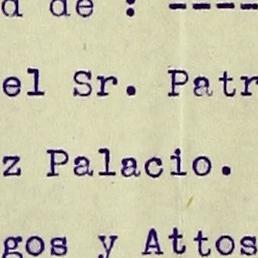 a de : ----
el Sr. Patr
z Palacio.
gos y Attos